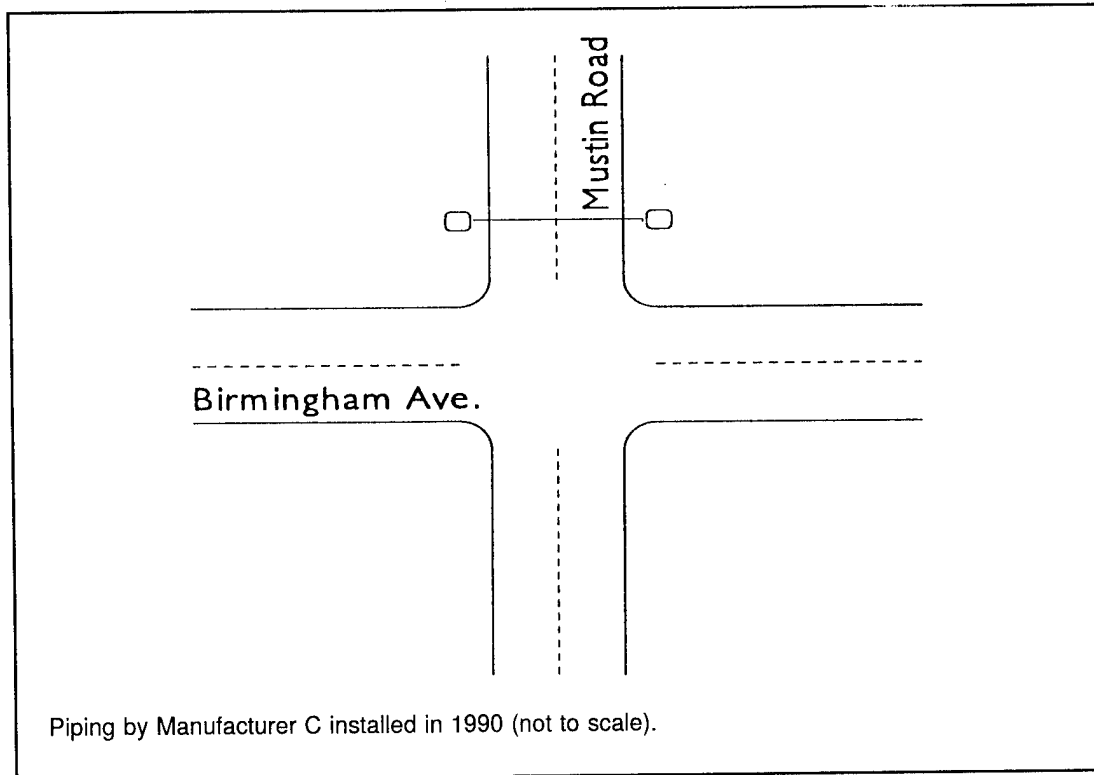 Mustin Road
Birmingham Ave.
Piping by Manufacturer C installed in 1990 (not to scale).